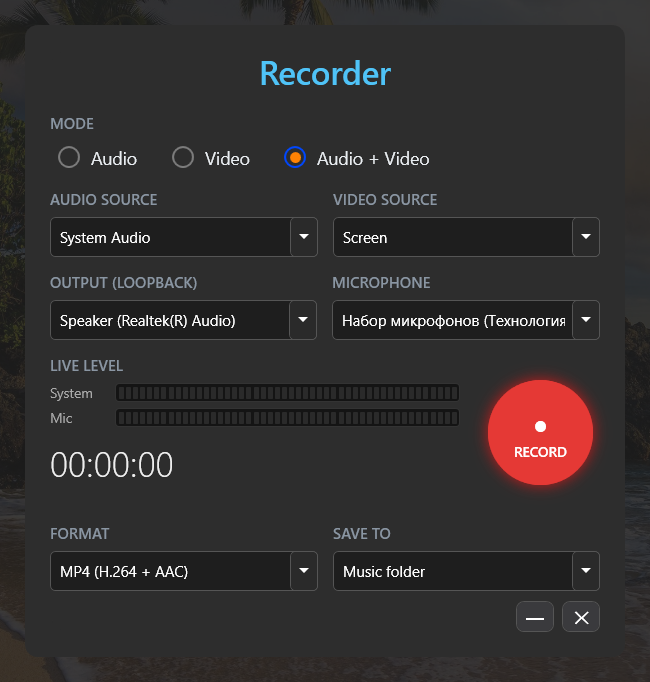 Recorder
MODE
Audio Video Audio + Video
AUDIO SOURCE VIDEO SOURCE
System Audio Screen
OUTPUT (LOOPBACK) MICROPHONE
Speaker (Realtek(R) Audio) Набор микрофонов (Технология
LIVE LEVEL
System
Mic
RECORD
00:00:00
FORMAT SAVE TO
MP4 (H.264 + AAC) Music folder